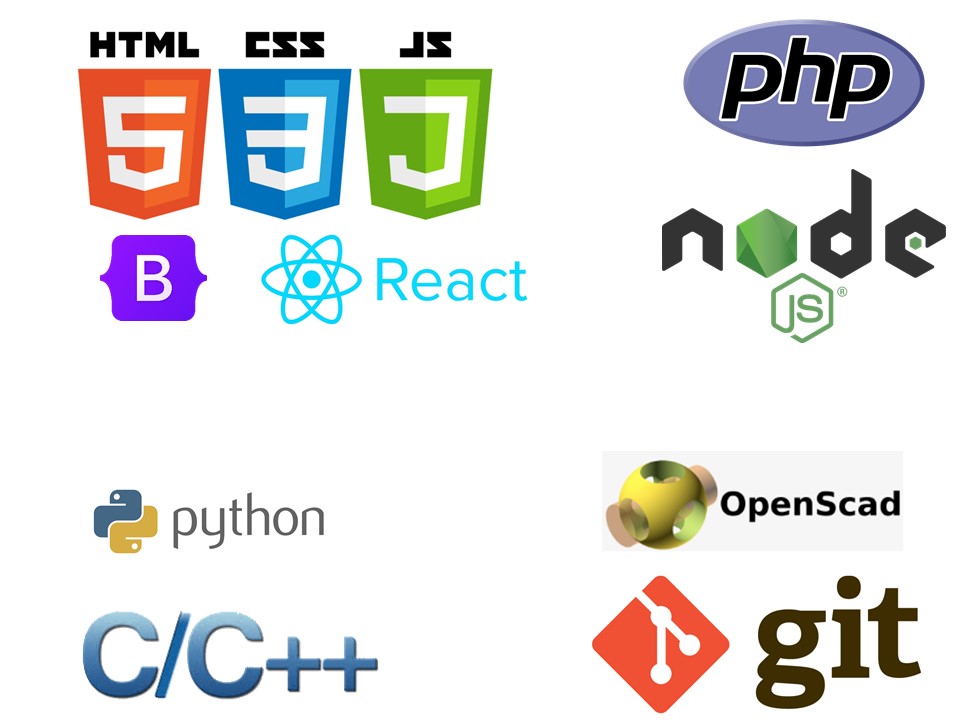 HTML CSS JS
5 3 J
php
node
JS®
B
React
python
OpenScad
C/C++
git